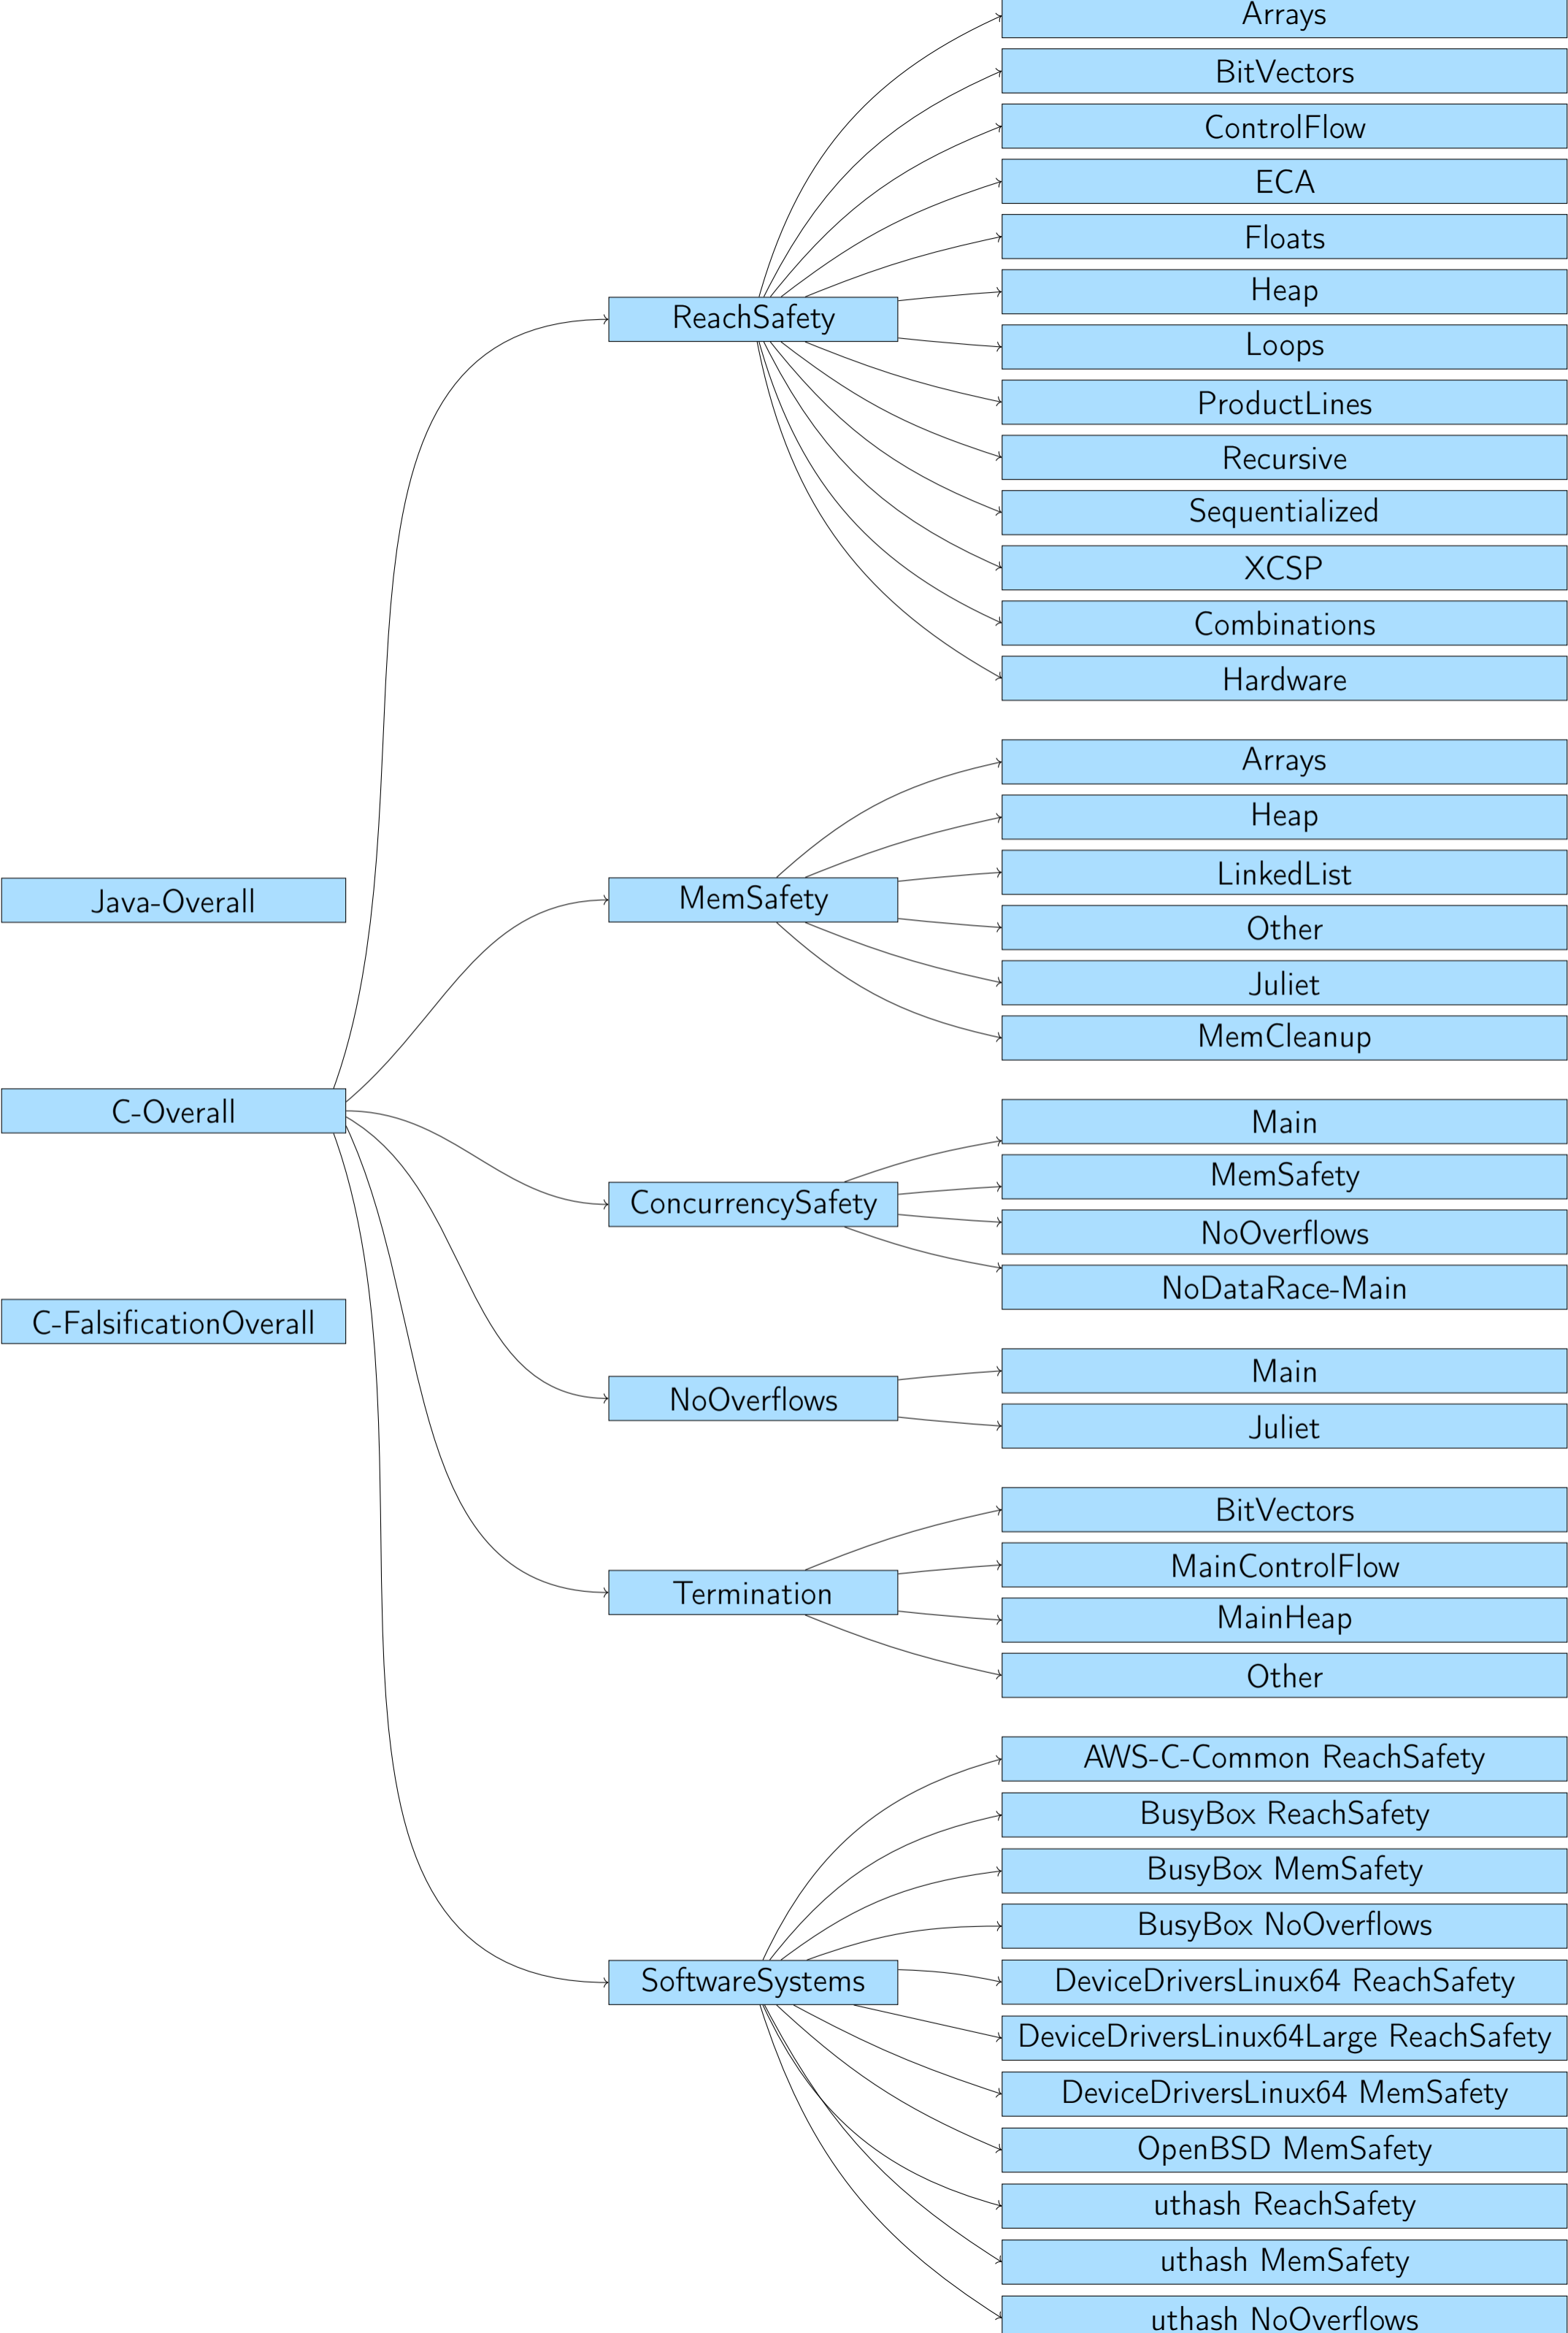 Java-Overall
C-Overall
C-FalsificationOverall
ReachSafety
Arrays
BitVectors
ControlFlow
ECA
Floats
Heap
Loops
ProductLines
Recursive
Sequentialized
XCSP
Combinations
Hardware
MemSafety
Arrays
Heap
LinkedList
Other
Juliet
MemCleanup
ConcurrencySafety
Main
MemSafety
NoOverflows
NoDataRace-Main
NoOverflows
Main
Juliet
Termination
BitVectors
MainControlFlow
MainHeap
Other
SoftwareSystems
AWS-C-Common ReachSafety
BusyBox ReachSafety
BusyBox MemSafety
BusyBox NoOverflows
DeviceDriversLinux64 ReachSafety
DeviceDriversLinux64Large ReachSafety
DeviceDriversLinux64 MemSafety
OpenBSD MemSafety
uthash ReachSafety
uthash MemSafety
uthash NoOverflows